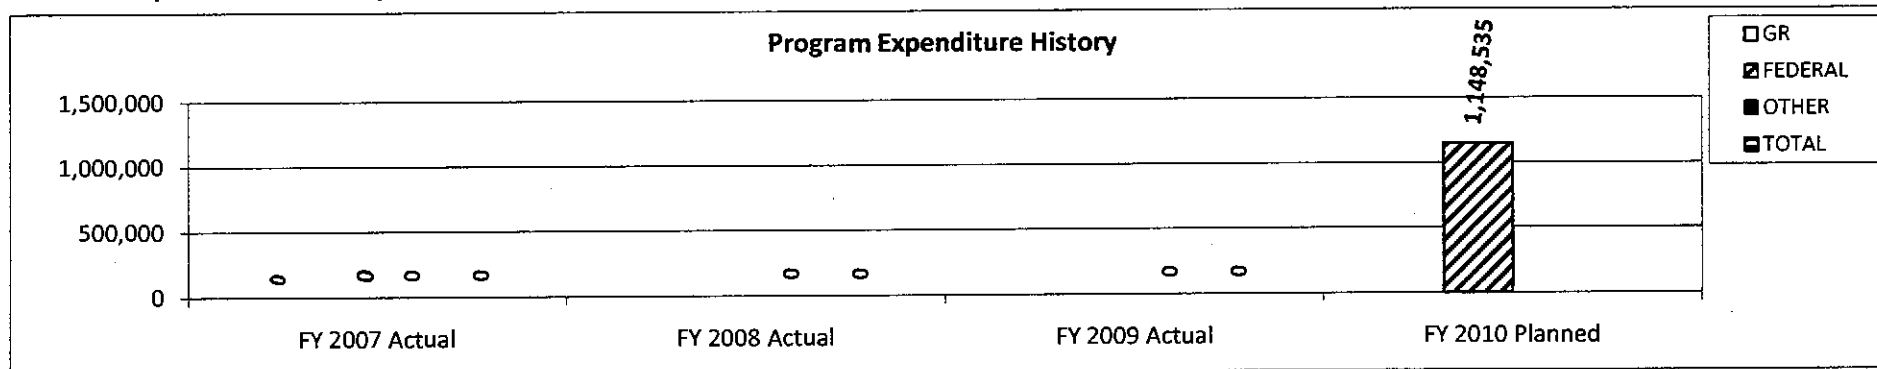 Program Expenditure History
GR
FEDERAL
OTHER
TOTAL
1,148,535
1,500,000
1,000,000
500,000
0
0 0 0 0 0 0 0 0
FY 2007 Actual FY 2008 Actual FY 2009 Actual FY 2010 Planned